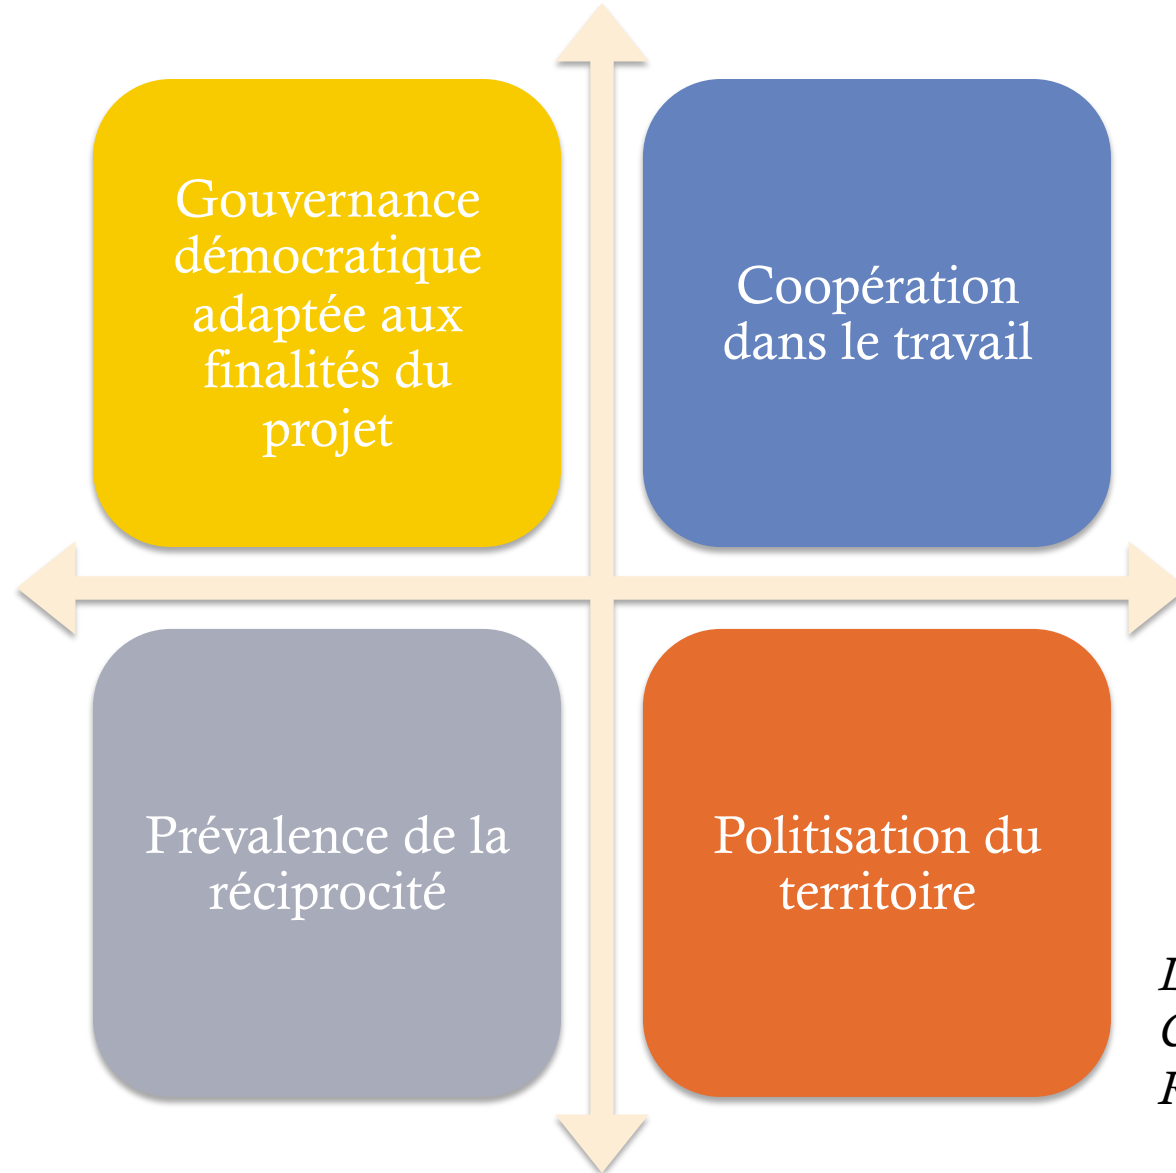 Gouvernance
démocratique
adaptée aux
finalités du
projet
Coopération
dans le travail
Prévalence de la
réciprocité
Politisation du
territoire